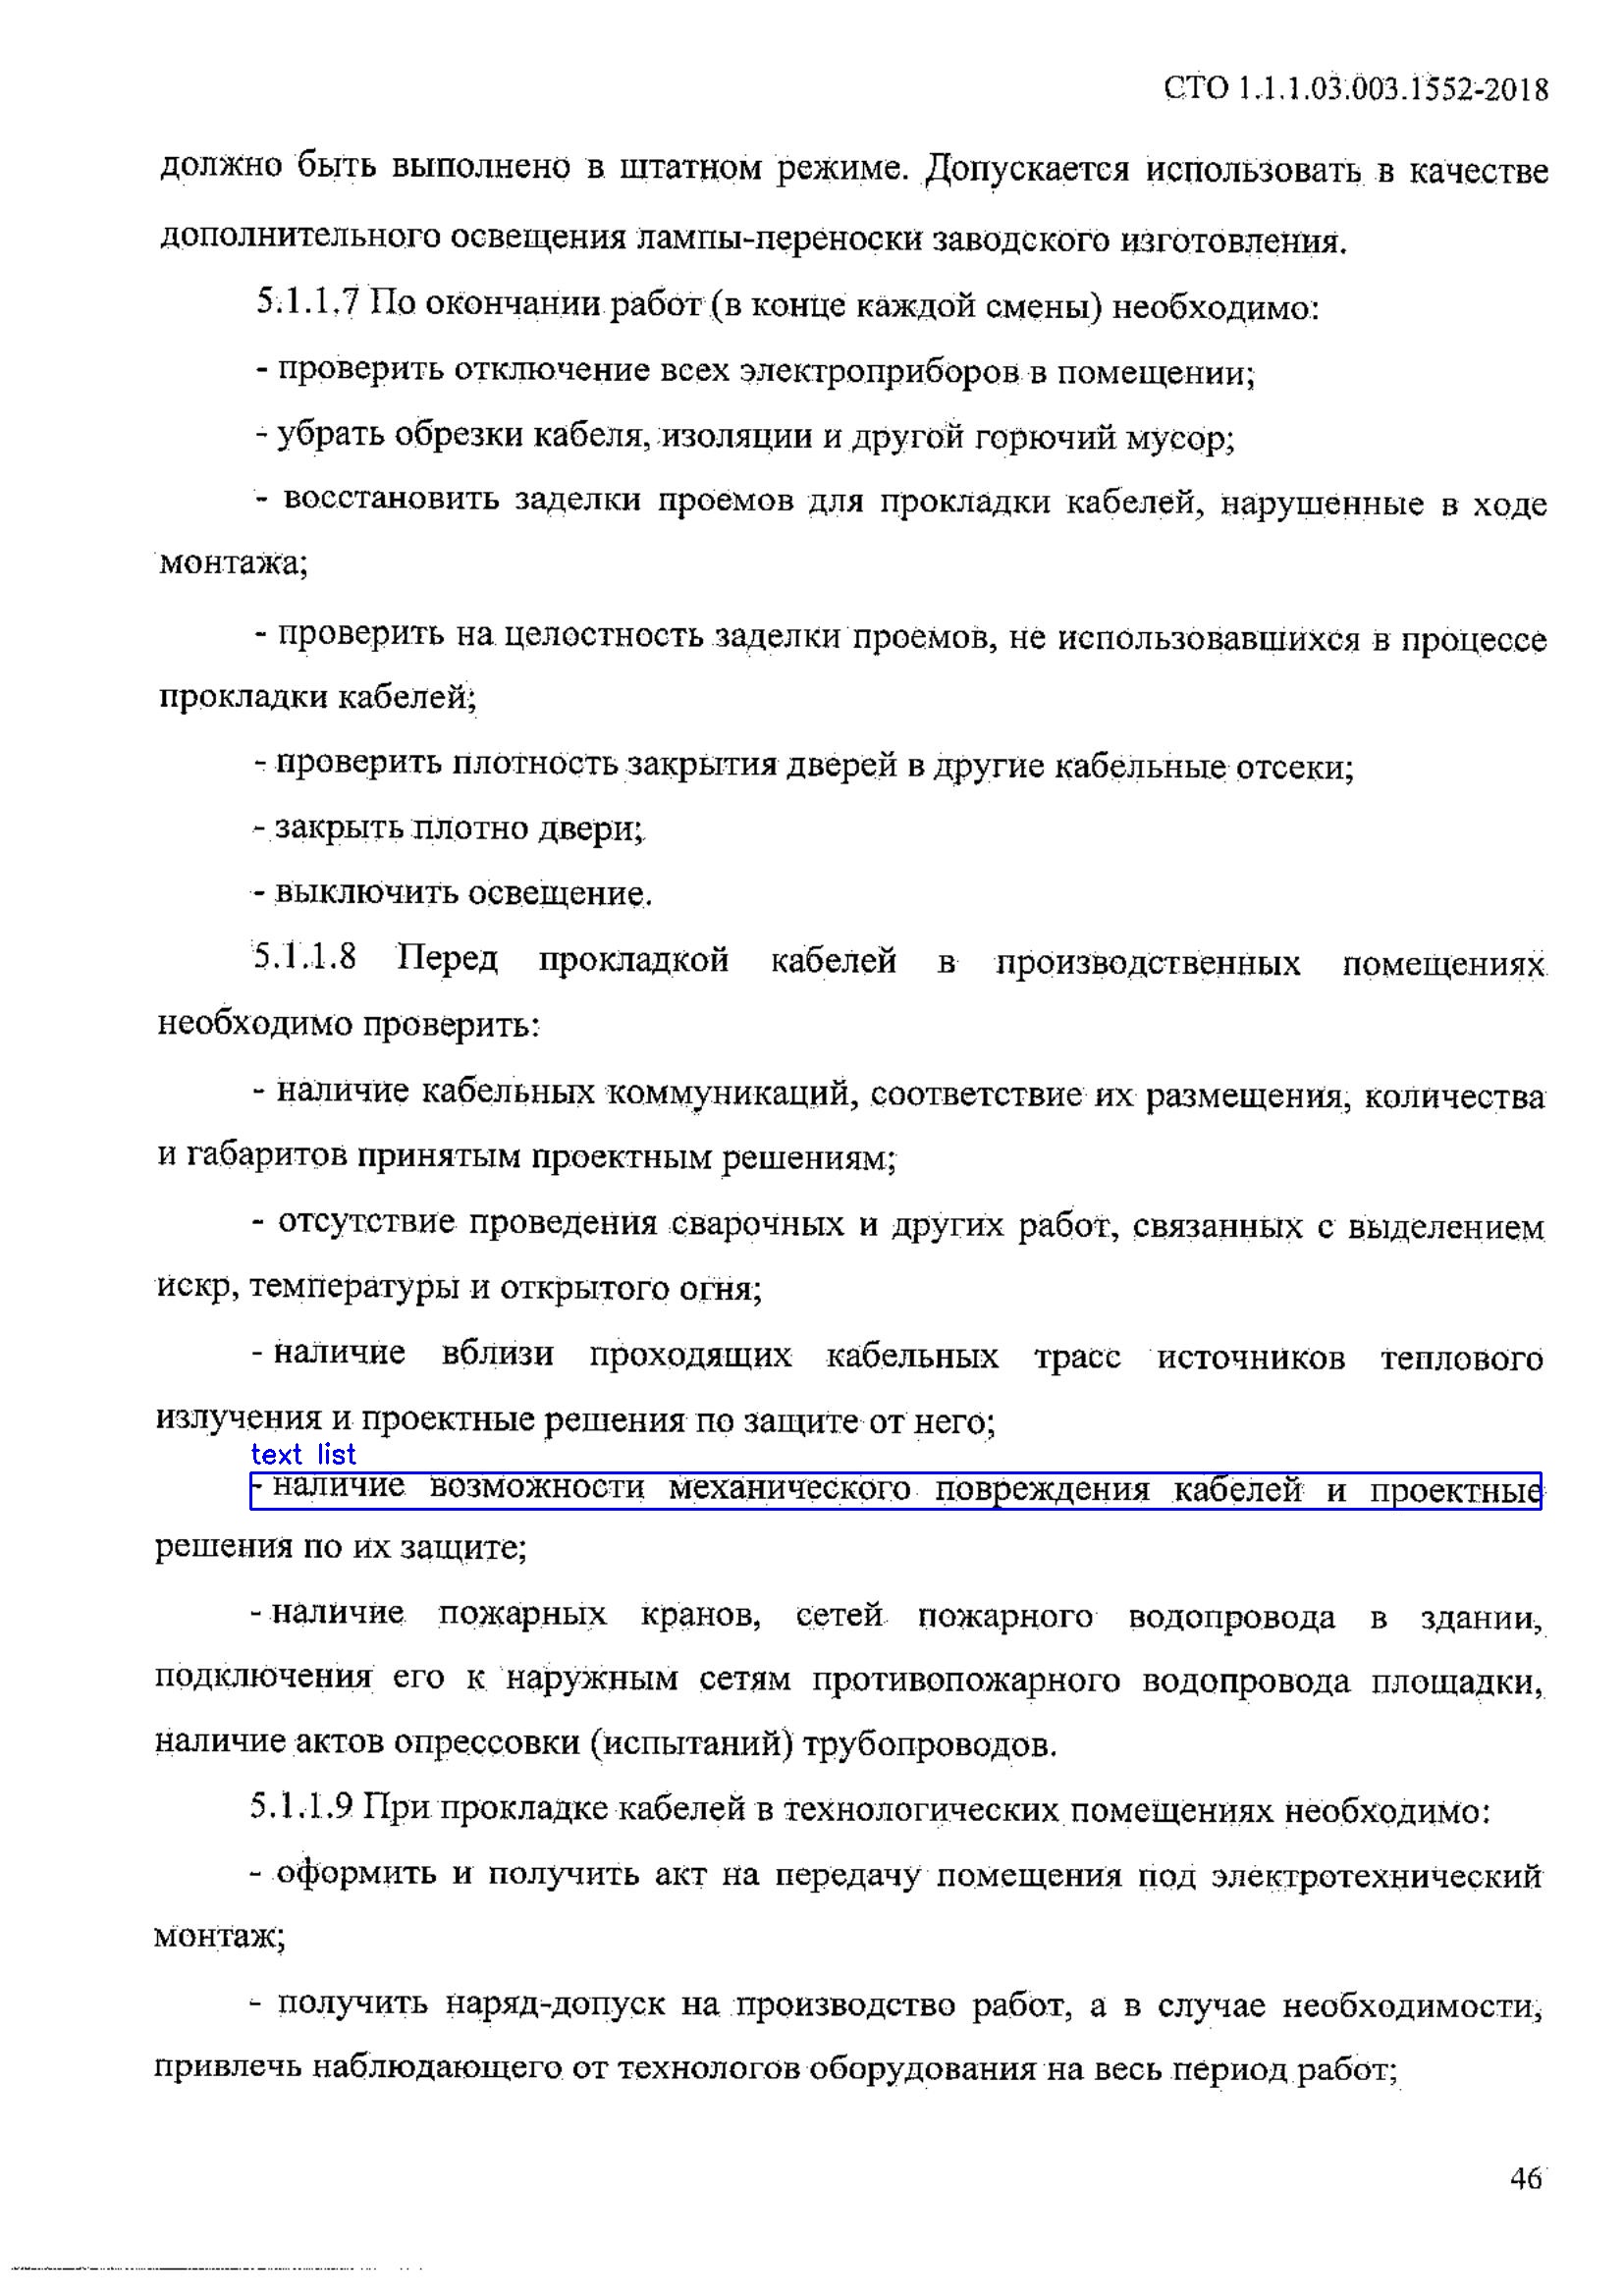 СТО 1.1.1.03.003.1552-2018
должно быть выполнено в штатном режиме. Допускается использовать в качестве
дополнительного освещения лампы-переноски заводского изготовления.
5.1.1.7 По окончании работ (в конце каждой смены) необходимо:
- проверить отключение всех электроприборов в помещении;
- убрать обрезки кабеля, изоляции и другой горючий мусор;
- восстановить заделки проемов для прокладки кабелей, нарушенные в ходе
монтажа;
- проверить на целостность заделки проемов, не использовавшихся в процессе
прокладки кабелей;
- проверить плотность закрытия дверей в другие кабельные отсеки;
- закрыть плотно двери;
- выключить освещение.
5.1.1.8 Перед прокладкой кабелей в производственных помещениях
необходимо проверить:
- наличие кабельных коммуникаций, соответствие их размещения, количества
и габаритов принятым проектным решениям;
- отсутствие проведения сварочных и других работ, связанных с выделением
искр, температуры и открытого огня;
- наличие вблизи проходящих кабельных трасс источников теплового
излучения и проектные решения по защите от него;
text list
- наличие возможности механического повреждения кабелей и проектные
решения по их защите;
- наличие пожарных кранов, сетей пожарного водопровода в здании,
подключения его к наружным сетям противопожарного водопровода площадки,
наличие актов опрессовки (испытаний) трубопроводов.
5.1.1.9 При прокладке кабелей в технологических помещениях необходимо:
- оформить и получить акт на передачу помещения под электротехнический
монтаж;
- получить наряд-допуск на производство работ, а в случае необходимости,
привлечь наблюдающего от технологов оборудования на весь период работ;
46